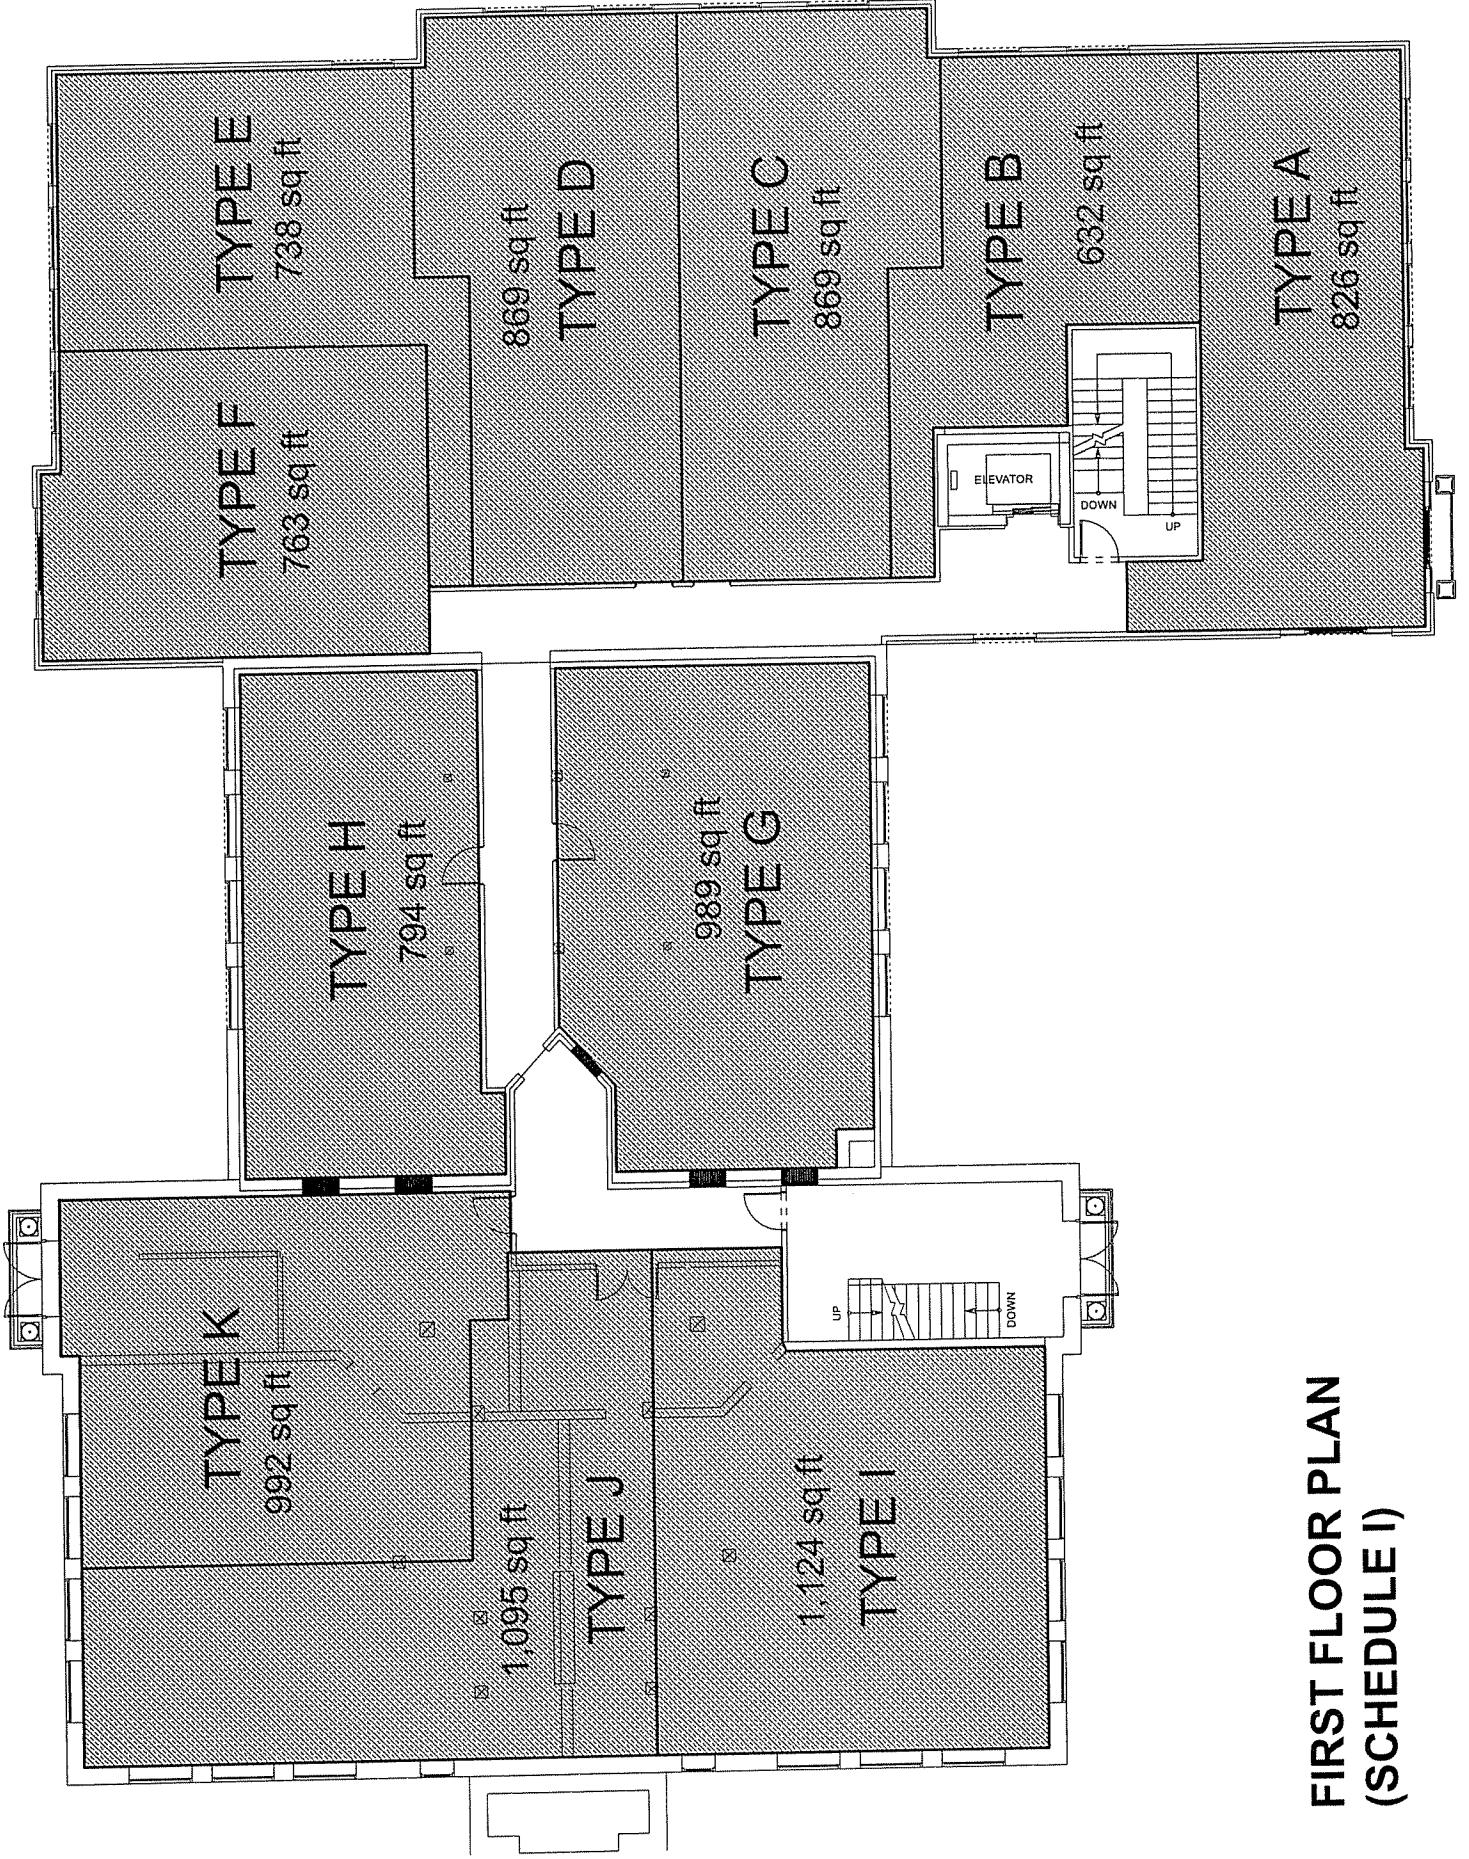 TYPE E
738 sq ft
TYPE F
763 sq ft
869 sq ft
TYPE D
TYPE C
869 sq ft
TYPE B
632 sq ft
TYPE A
826 sq ft
ELEVATOR
DOWN
UP
TYPE H
794 sq ft
989 sq ft
TYPE G
TYPE K
992 sq ft
1,095 sq ft
TYPE J
1,124 sq ft
TYPE I
UP
DOWN
FIRST FLOOR PLAN
(SCHEDULE I)